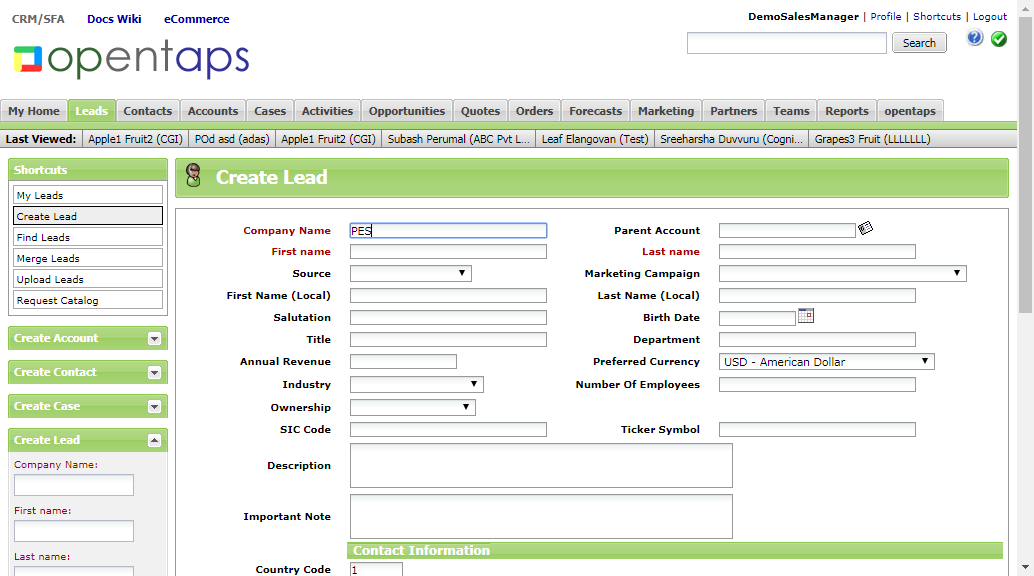 CRM/SFA Docs Wiki eCommerce
DemoSalesManager | Profile | Shortcuts | Logout
opentaps
Search
My Home Leads Contacts Accounts Cases Activities Opportunities Quotes Orders Forecasts Marketing Partners Teams Reports opentaps
Last Viewed: Apple1 Fruit2 (CGI) POd asd (adas) Apple1 Fruit2 (CGI) Subash Perumal (ABC Pvt L... Leaf Elangovan (Test) Sreeharsha Duvvuru (Cogni... Grapes3 Fruit (LLLLLLL)
Shortcuts
My Leads
Create Lead
Find Leads
Merge Leads
Upload Leads
Request Catalog
Create Account
Create Contact
Create Case
Create Lead
Company Name:
First name:
Last name:
Create Lead
Company Name PES Parent Account
First name Last name
Source Marketing Campaign
First Name (Local) Last Name (Local)
Salutation Birth Date
Title Department
Annual Revenue Preferred Currency USD - American Dollar
Industry Number Of Employees
Ownership
SIC Code Ticker Symbol
Description
Important Note
Contact Information
Country Code 1